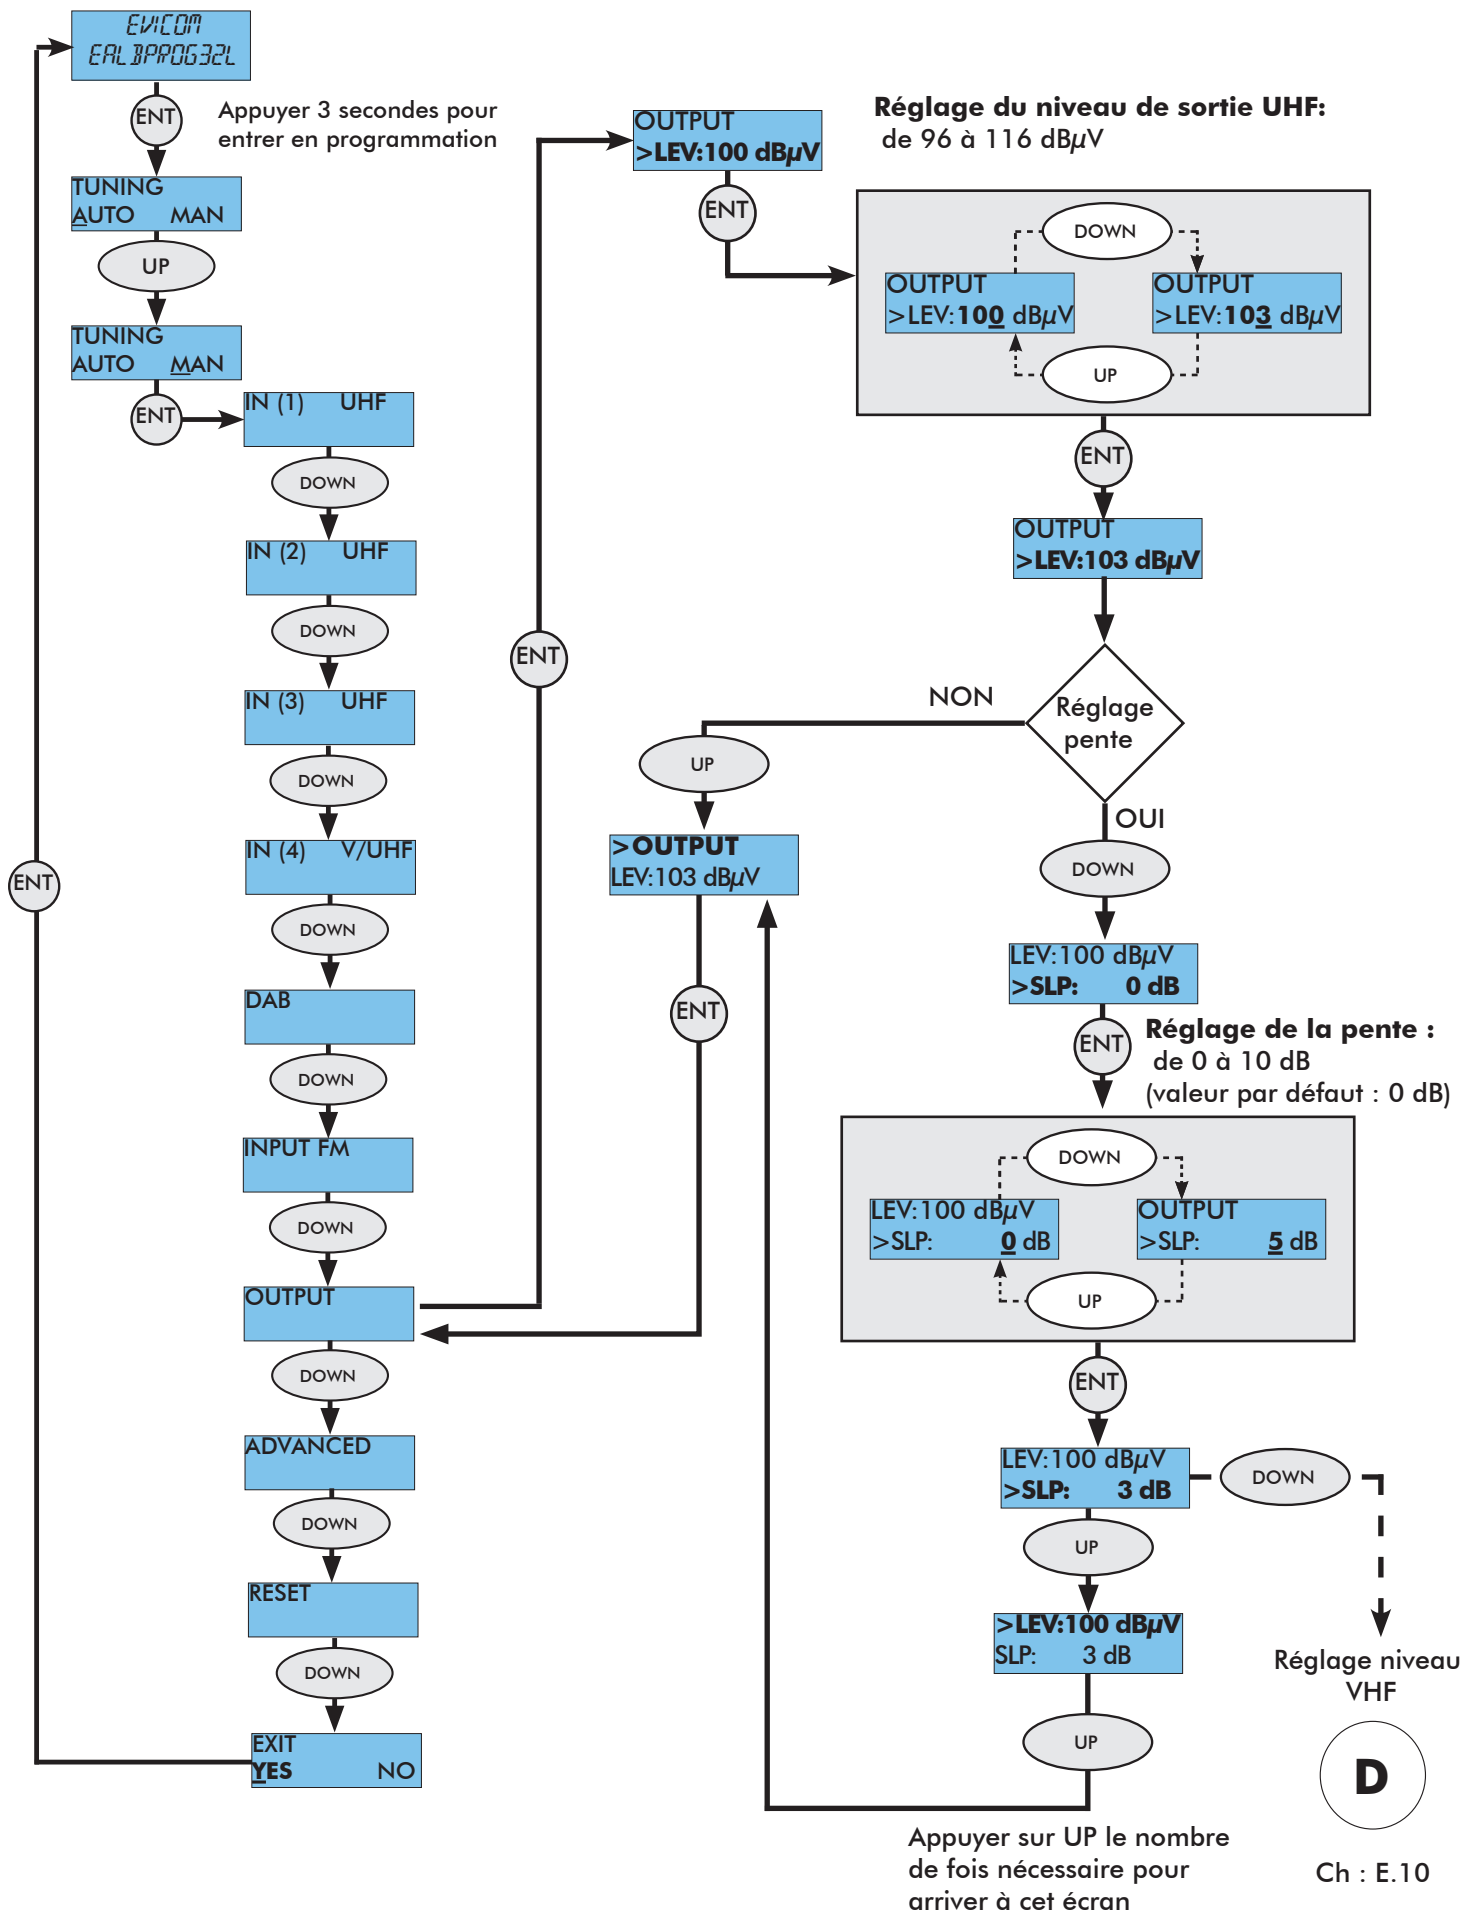 EVICOM
EALBPROG32L
ENT
Appuyer 3 secondes pour
entrer en programmation
TUNING
AUTO MAN
UP
TUNING
AUTO MAN
ENT
IN (1) UHF
DOWN
IN (2) UHF
DOWN
IN (3) UHF
DOWN
IN (4) V/UHF
DOWN
DAB
DOWN
INPUT FM
DOWN
OUTPUT
DOWN
ADVANCED
DOWN
RESET
DOWN
EXIT
YES NO
ENT
ENT
OUTPUT
>LEV:100 dBµV
Réglage du niveau de sortie UHF:
de 96 à 116 dBµV
ENT
DOWN
OUTPUT
>LEV:100 dBµV
OUTPUT
>LEV:103 dBµV
UP
ENT
OUTPUT
>LEV:103 dBµV
Réglage
pente
NON
UP
>OUTPUT
LEV:103 dBµV
ENT
OUI
DOWN
LEV:100 dBµV
>SLP: 0 dB
ENT
Réglage de la pente :
de 0 à 10 dB
(valeur par défaut : 0 dB)
DOWN
LEV:100 dBµV
>SLP: 0 dB
OUTPUT
>SLP: 5 dB
UP
ENT
LEV:100 dBµV
>SLP: 3 dB
DOWN
UP
>LEV:100 dBµV
SLP: 3 dB
Réglage niveau
VHF
UP
D
Appuyer sur UP le nombre
de fois nécessaire pour
arriver à cet écran
Ch : E.10